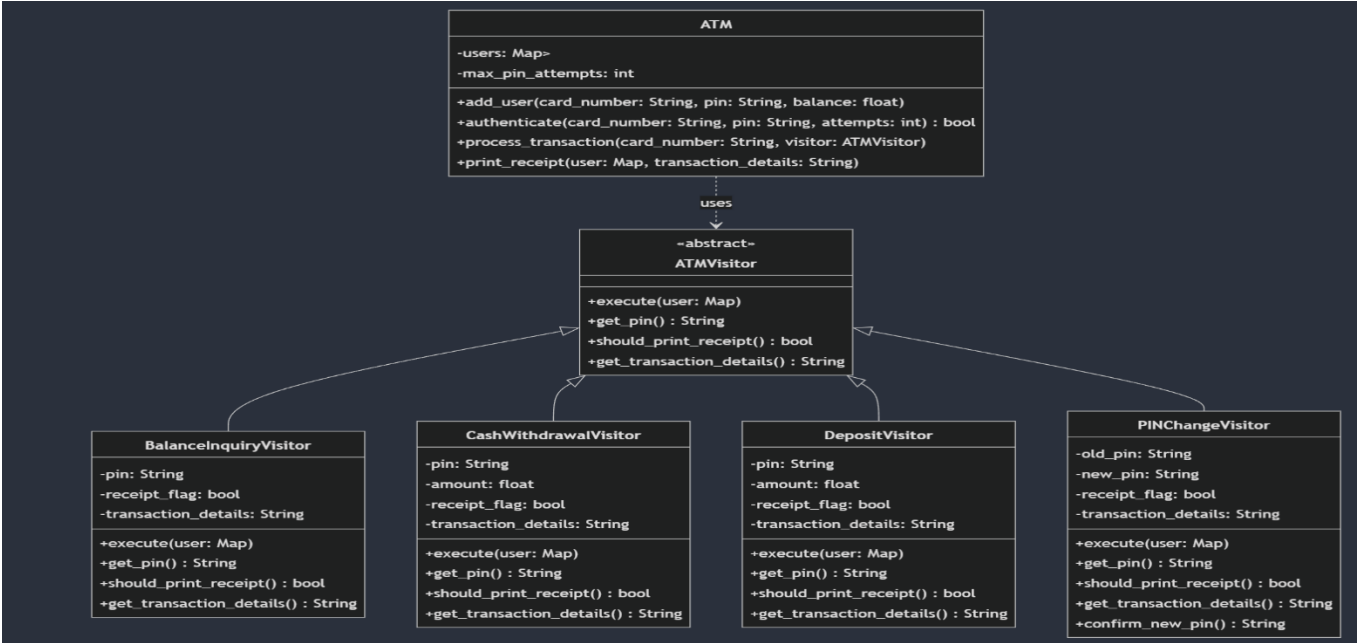 ATM
-users: Map>
-max_pin_attempts: int
+add_user(card_number: String, pin: String, balance: float)
+authenticate(card_number: String, pin: String, attempts: int) : bool
+process_transaction(card_number: String, visitor: ATMVisitor)
+print_receipt(user: Map, transaction_details: String)
uses
«abstract»
ATMVisitor
+execute(user: Map)
+get_pin() : String
+should_print_receipt() : bool
+get_transaction_details() : String
BalanceInquiryVisitor
-pin: String
-receipt_flag: bool
-transaction_details: String
+execute(user: Map)
+get_pin() : String
+should_print_receipt() : bool
+get_transaction_details() : String
CashWithdrawalVisitor
-pin: String
-amount: float
-receipt_flag: bool
-transaction_details: String
+execute(user: Map)
+get_pin() : String
+should_print_receipt() : bool
+get_transaction_details() : String
DepositVisitor
-pin: String
-amount: float
-receipt_flag: bool
-transaction_details: String
+execute(user: Map)
+get_pin() : String
+should_print_receipt() : bool
+get_transaction_details() : String
PINChangeVisitor
-old_pin: String
-new_pin: String
-receipt_flag: bool
-transaction_details: String
+execute(user: Map)
+get_pin() : String
+should_print_receipt() : bool
+get_transaction_details() : String
+confirm_new_pin() : String